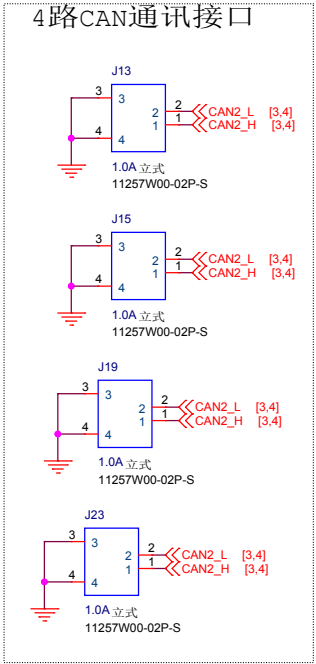 4路CAN通讯接口
J13
3 3
2 2 CAN2_L [3,4]
1 1 CAN2_H [3,4]
4 4
1.0A 立式
11257W00-02P-S
J15
3 3
2 2 CAN2_L [3,4]
1 1 CAN2_H [3,4]
4 4
1.0A 立式
11257W00-02P-S
J19
3 3
2 2 CAN2_L [3,4]
1 1 CAN2_H [3,4]
4 4
1.0A 立式
11257W00-02P-S
J23
3 3
2 2 CAN2_L [3,4]
1 1 CAN2_H [3,4]
4 4
1.0A 立式
11257W00-02P-S